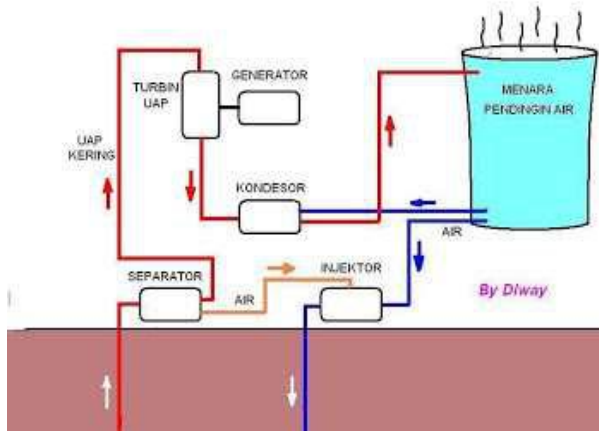 GENERATOR
TURBIN
UAP
MENARA
PENDINGIN AIR
UAP
KERING
KONDESOR
AIR
SEPARATOR
INJEKTOR
AIR
By Diway